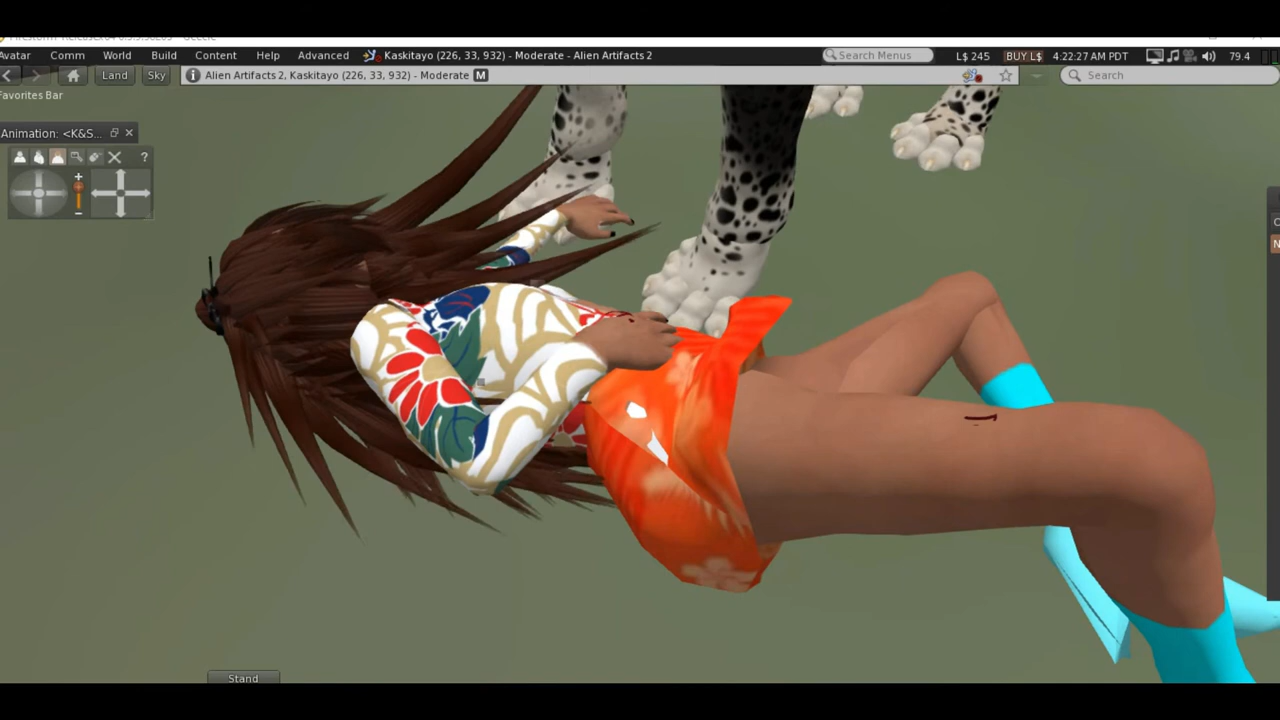 Avatar Comm World Build Content Help Advanced Kaskitayo (226, 33, 932) - Moderate - Alien Artifacts 2 Search Menus L$ 245 BUY L$ 4:22:27 AM PDT 79.4
Land Sky Alien Artifacts 2, Kaskitayo (226, 33, 932) - Moderate M Search
Favorites Bar
Animation: <K&S...
Stand